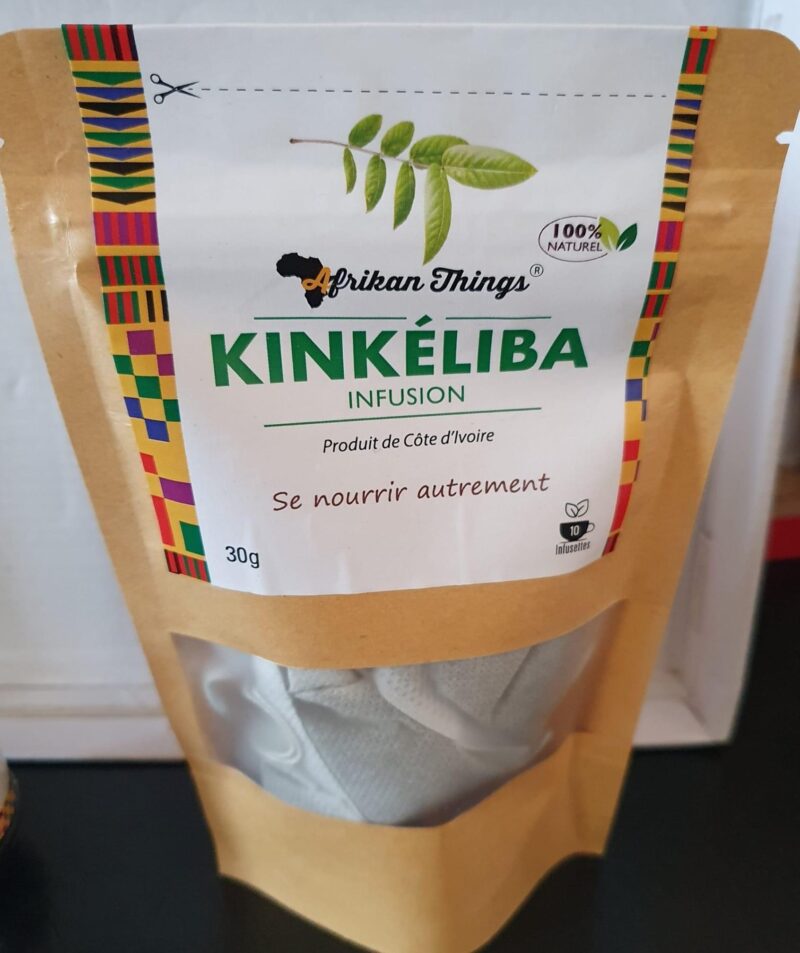 100%
NATUREL
Afrikan Things®
KINKÉLIBA
INFUSION
Produit de Côte d'Ivoire
Se nourrir autrement
30g
10
Infusettes